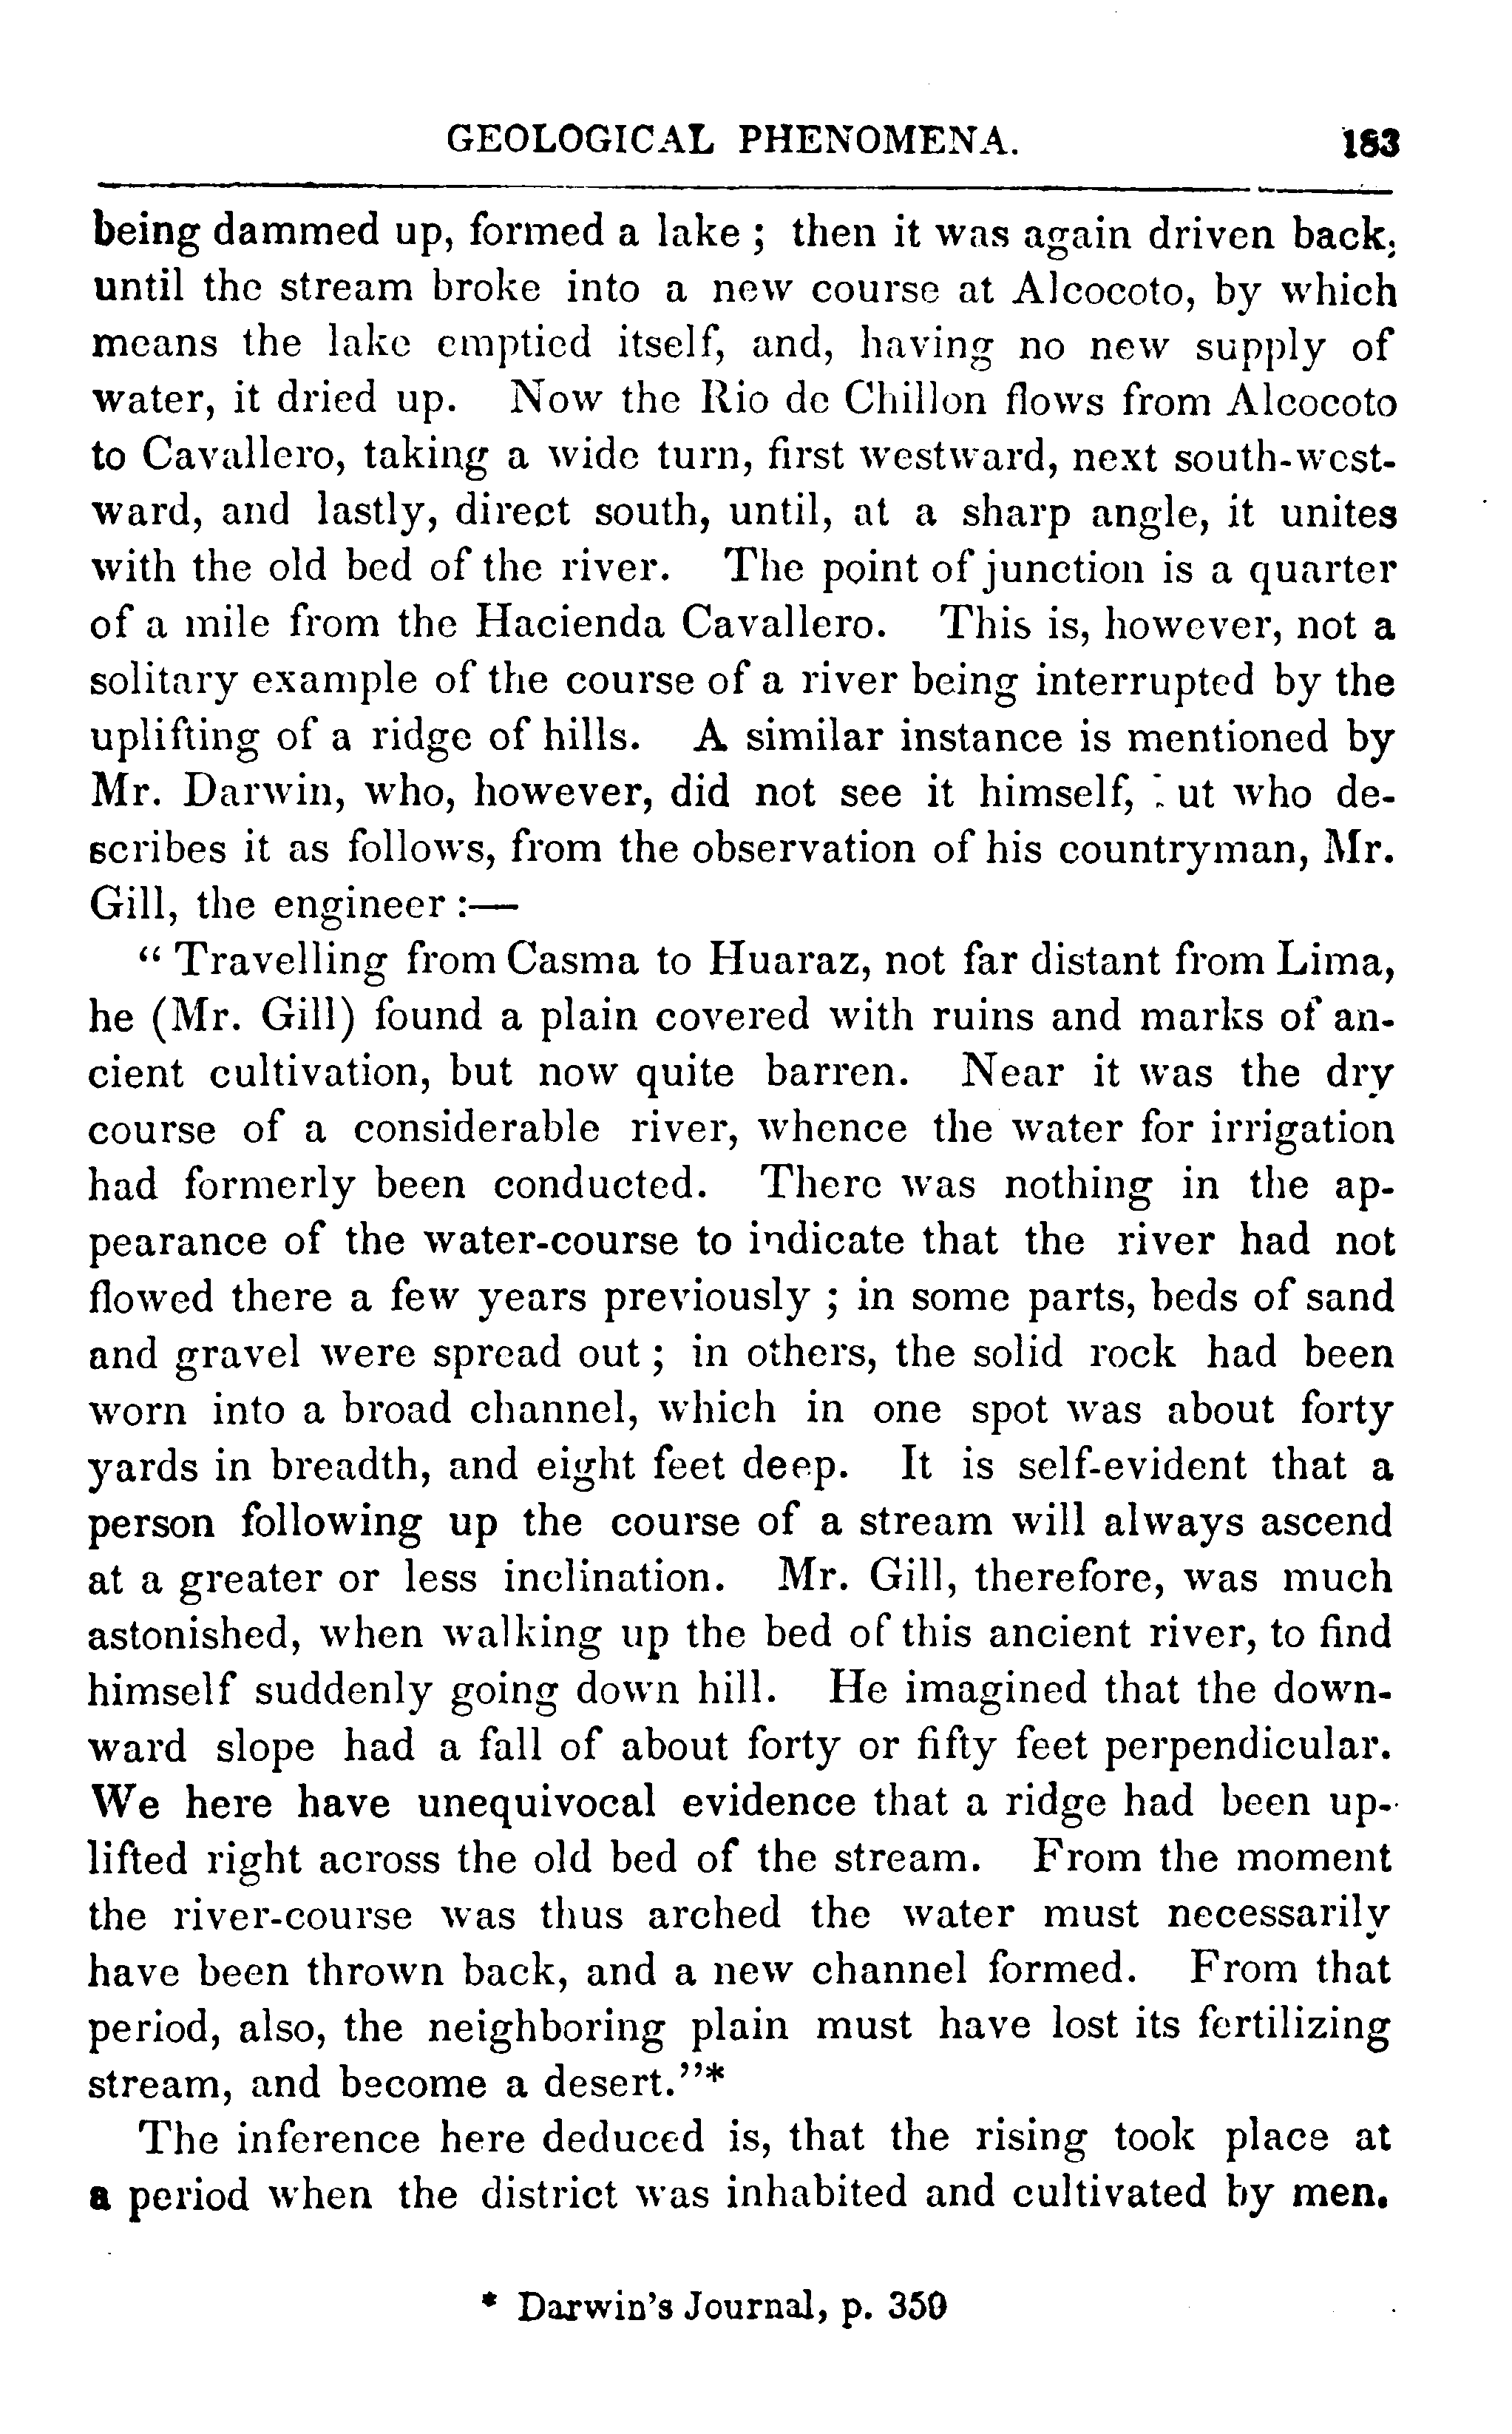 GEOLOGICAL PHENOMENA. 183
being dammed up, formed a lake ; then it was again driven back;
until the stream broke into a new course at Alcocoto, by which
means the lake emptied itself, and, having no new supply of
water, it dried up. Now the Rio de Chillon flows from Alcocoto
to Cavallero, taking a wide turn, first westward, next south-west-
ward, and lastly, direct south, until, at a sharp angle, it unites
with the old bed of the river. The point of junction is a quarter
of a mile from the Hacienda Cavallero. This is, however, not a
solitary example of the course of a river being interrupted by the
uplifting of a ridge of hills. A similar instance is mentioned by
Mr. Darwin, who, however, did not see it himself, but who de-
scribes it as follows, from the observation of his countryman, Mr.
Gill, the engineer :—
“ Travelling from Casma to Huaraz, not far distant from Lima,
he (Mr. Gill) found a plain covered with ruins and marks of an-
cient cultivation, but now quite barren. Near it was the dry
course of a considerable river, whence the water for irrigation
had formerly been conducted. There was nothing in the ap-
pearance of the water-course to indicate that the river had not
flowed there a few years previously ; in some parts, beds of sand
and gravel were spread out ; in others, the solid rock had been
worn into a broad channel, which in one spot was about forty
yards in breadth, and eight feet deep. It is self-evident that a
person following up the course of a stream will always ascend
at a greater or less inclination. Mr. Gill, therefore, was much
astonished, when walking up the bed of this ancient river, to find
himself suddenly going down hill. He imagined that the down-
ward slope had a fall of about forty or fifty feet perpendicular.
We here have unequivocal evidence that a ridge had been up-
lifted right across the old bed of the stream. From the moment
the river-course was thus arched the water must necessarily
have been thrown back, and a new channel formed. From that
period, also, the neighboring plain must have lost its fertilizing
stream, and become a desert.”*
The inference here deduced is, that the rising took place at
a period when the district was inhabited and cultivated by men.
* Darwin's Journal, p. 350